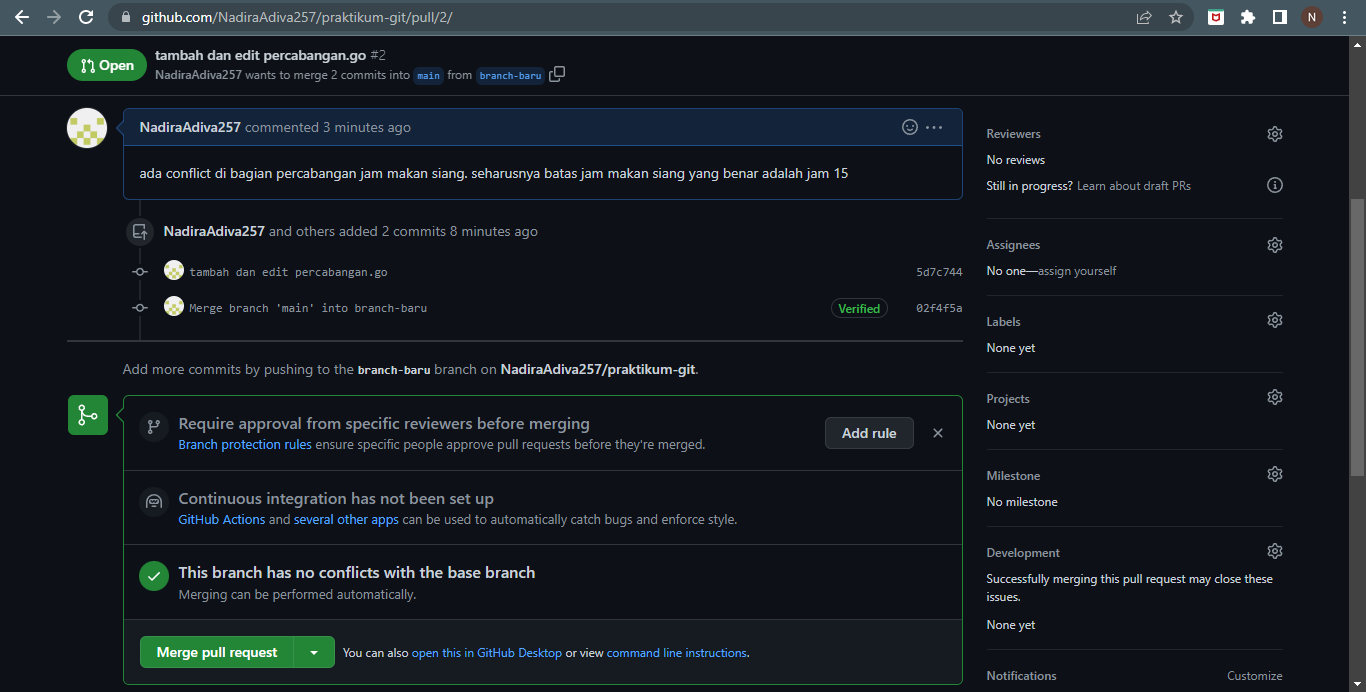 github.com/NadiraAdiva257/praktikum-git/pull/2/
N
Open
tambah dan edit percabangan.go #2
NadiraAdiva257 wants to merge 2 commits into main from branch-baru
NadiraAdiva257 commented 3 minutes ago
ada conflict di bagian percabangan jam makan siang. seharusnya batas jam makan siang yang benar adalah jam 15
NadiraAdiva257 and others added 2 commits 8 minutes ago
tambah dan edit percabangan.go 5d7c744
Merge branch 'main' into branch-baru Verified 02f4f5a
Add more commits by pushing to the branch-baru branch on NadiraAdiva257/praktikum-git.
Require approval from specific reviewers before merging
Branch protection rules ensure specific people approve pull requests before they're merged.
Add rule
Continuous integration has not been set up
GitHub Actions and several other apps can be used to automatically catch bugs and enforce style.
This branch has no conflicts with the base branch
Merging can be performed automatically.
Merge pull request
You can also open this in GitHub Desktop or view command line instructions.
Reviewers
No reviews
Still in progress? Learn about draft PRs
Assignees
No one—assign yourself
Labels
None yet
Projects
None yet
Milestone
No milestone
Development
Successfully merging this pull request may close these
issues.
None yet
Notifications Customize